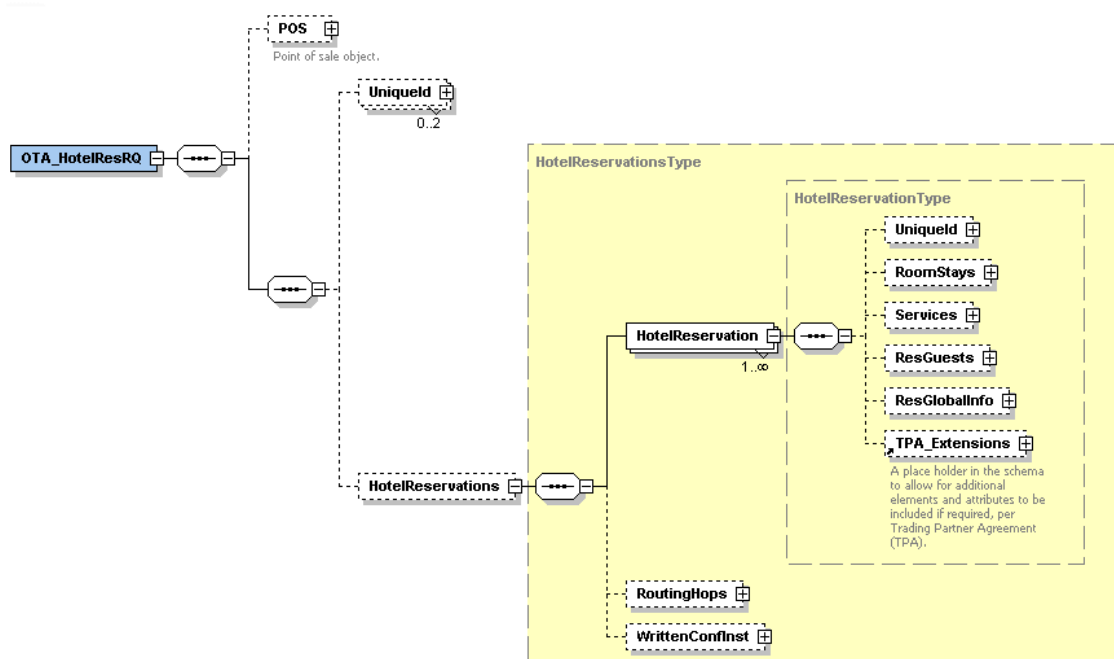 POS
Point of sale object.
UniqueId
0..2
OTA_HotelResRQ
HotelReservationsType
HotelReservationType
UniqueId
RoomStays
Services
HotelReservation
1..∞
ResGuests
ResGlobalInfo
TPA_Extensions
A place holder in the schema
to allow for additional
elements and attributes to be
included if required, per
Trading Partner Agreement
(TPA).
HotelReservations
RoutingHops
WrittenConfInst